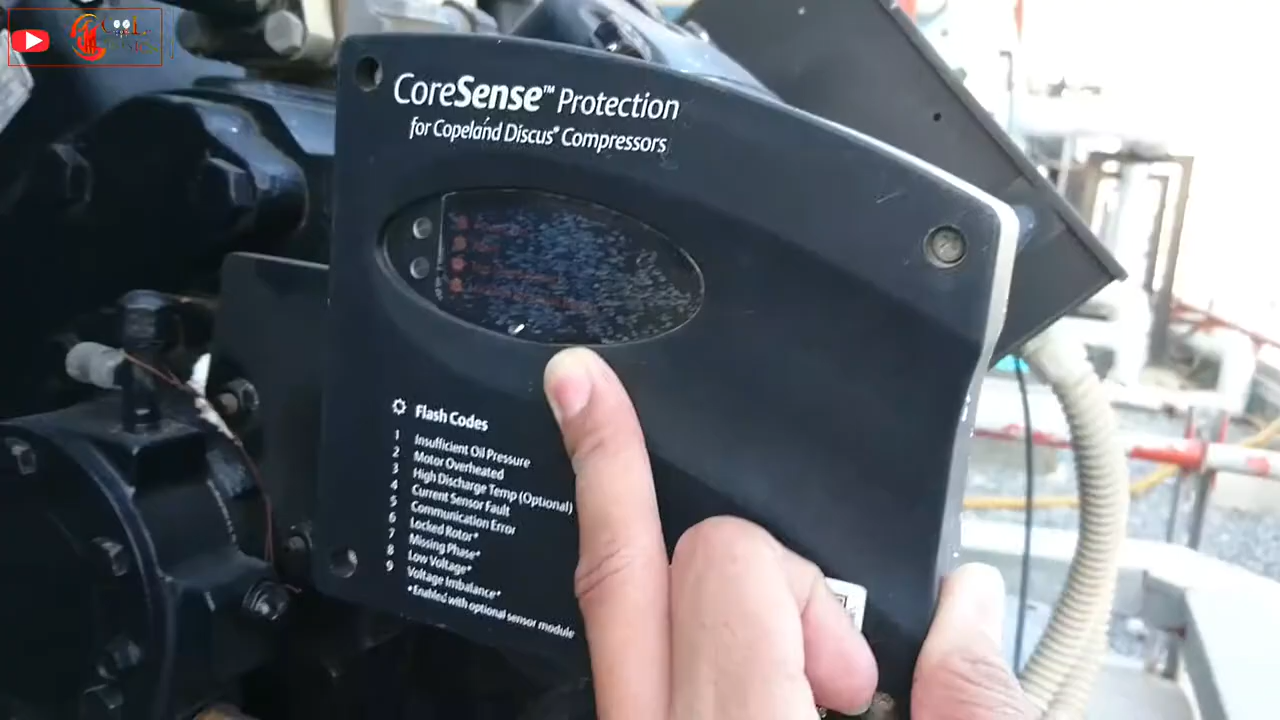 CoreSense™ Protection
for Copeland Discus® Compressors
Flash Codes
1 Insufficient Oil Pressure
2 Motor Overheated
3 High Discharge Temp (Optional)
4 Current Sensor Fault
5 Communication Error
6 Locked Rotor*
7 Missing Phase*
8 Low Voltage*
9 Voltage Imbalance*
*Enabled with optional sensor module